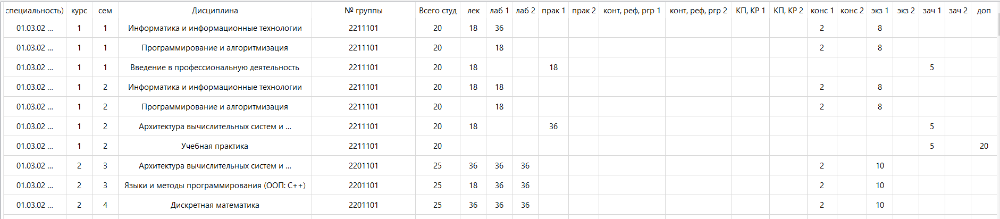 специальность) курс сем Дисциплина № группы Всего студ лек лаб 1 лаб 2 прак 1 прак 2 конт, реф, ргр 1 конт, реф, ргр 2 КП, КР 1 КП, КР 2 конс 1 конс 2 экз 1 экз 2 зач 1 зач 2 доп
01.03.02 ... 1 1 Информатика и информационные технологии 2211101 20 18 36 2 8
01.03.02 ... 1 1 Программирование и алгоритмизация 2211101 20 18 2 8
01.03.02 ... 1 1 Введение в профессиональную деятельность 2211101 20 18 18 5
01.03.02 ... 1 2 Информатика и информационные технологии 2211101 20 18 18 2 8
01.03.02 ... 1 2 Программирование и алгоритмизация 2211101 20 18 2 8
01.03.02 ... 1 2 Архитектура вычислительных систем и ... 2211101 20 18 36 5
01.03.02 ... 1 2 Учебная практика 2211101 20 5 20
01.03.02 ... 2 3 Архитектура вычислительных систем и ... 2201101 25 36 36 36 2 10
01.03.02 ... 2 3 Языки и методы программирования (ООП: C++) 2201101 25 18 36 36 2 10
01.03.02 ... 2 4 Дискретная математика 2201101 25 36 36 36 2 10